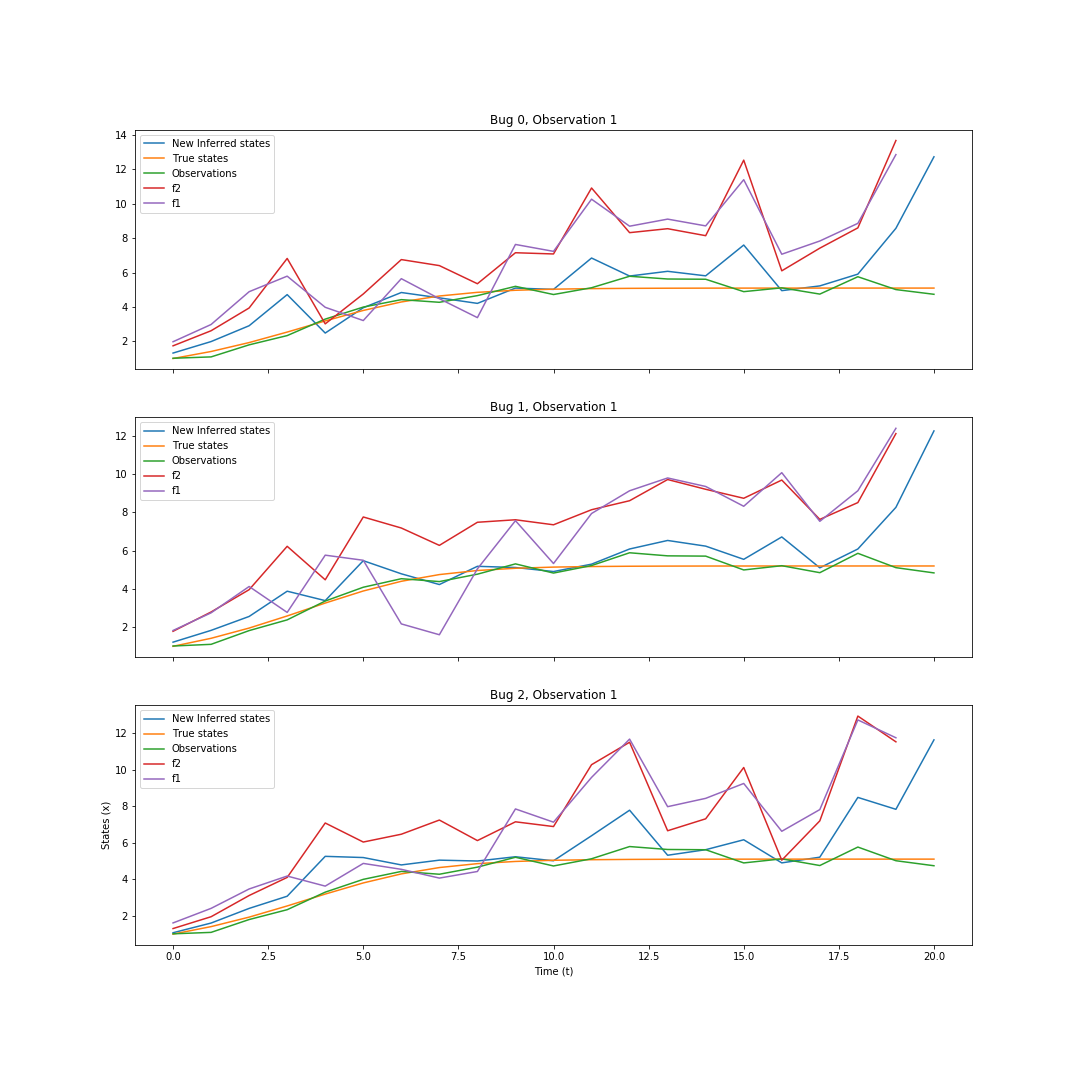 Bug 0, Observation 1
14
12
10
8
6
4
2
New Inferred states
True states
Observations
f2
f1
Bug 1, Observation 1
12
10
8
6
4
2
New Inferred states
True states
Observations
f2
f1
Bug 2, Observation 1
12
10
8
6
4
2
New Inferred states
True states
Observations
f2
f1
States (x)
0.0 2.5 5.0 7.5 10.0 12.5 15.0 17.5 20.0
Time (t)